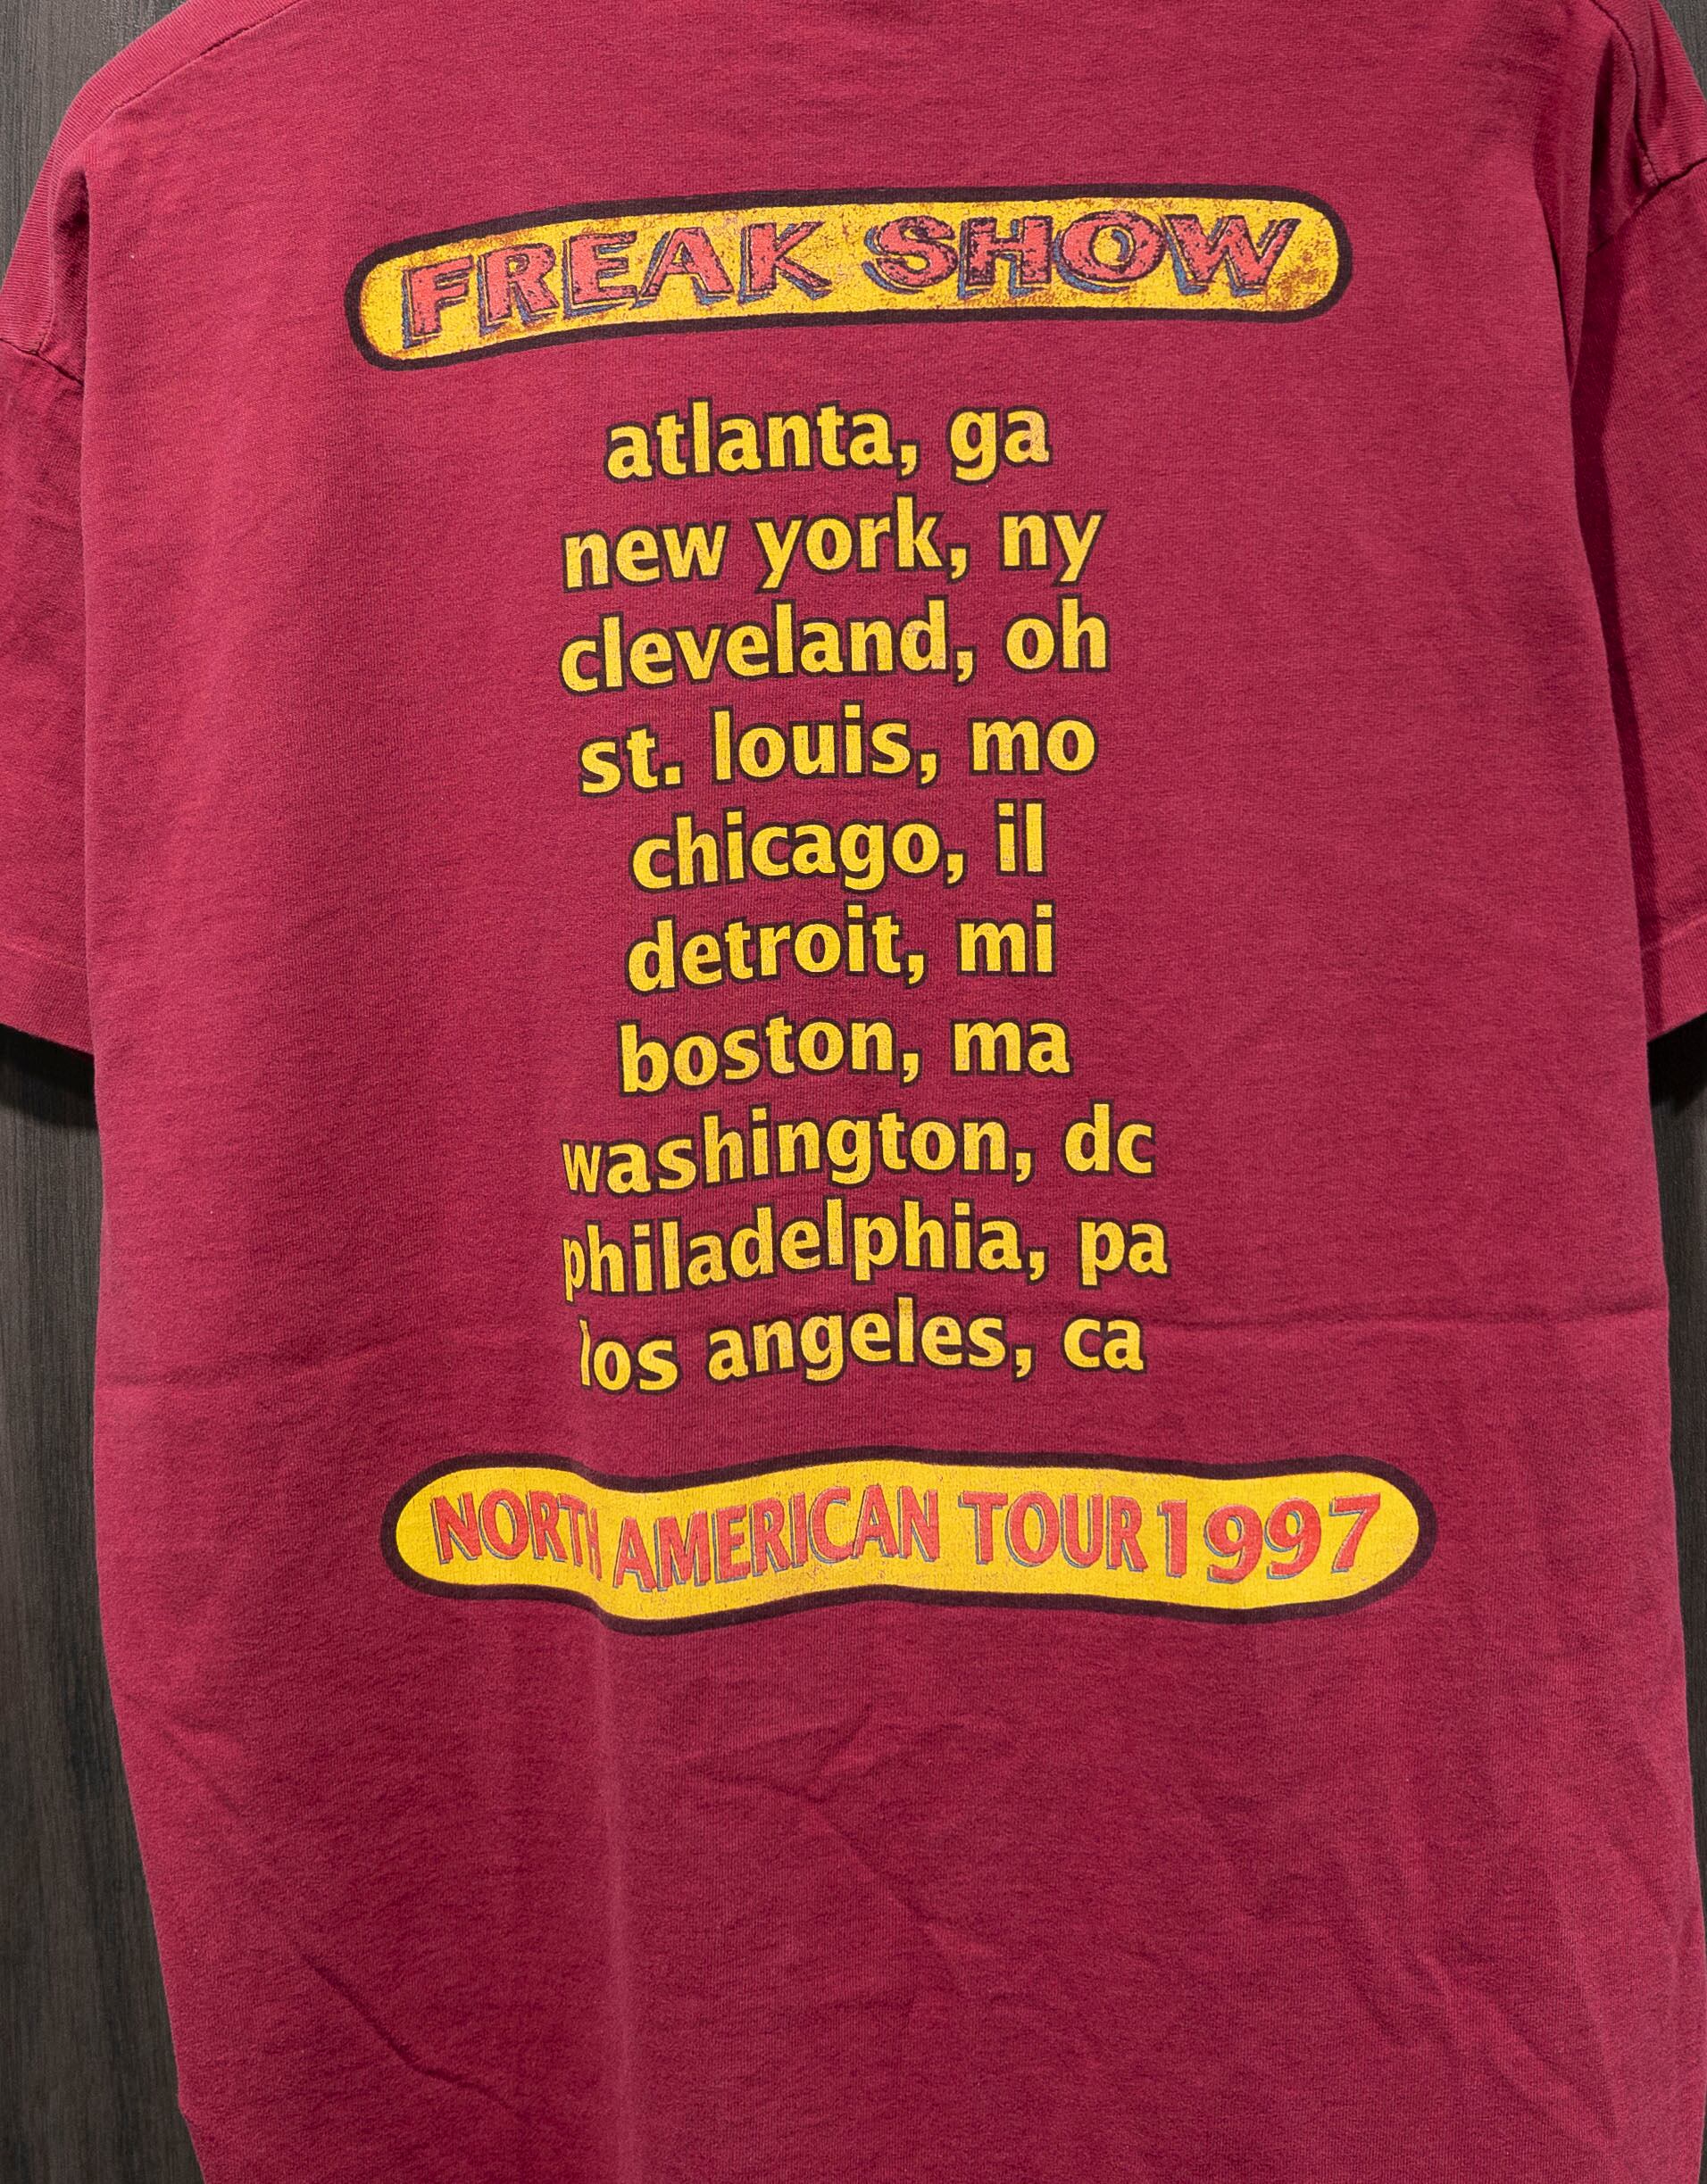 FREAK SHOW
atlanta, ga
new york, ny
cleveland, oh
st. louis, mo
chicago, il
detroit, mi
boston, ma
washington, dc
philadelphia, pa
los angeles, ca
NORTH AMERICAN TOUR 1997